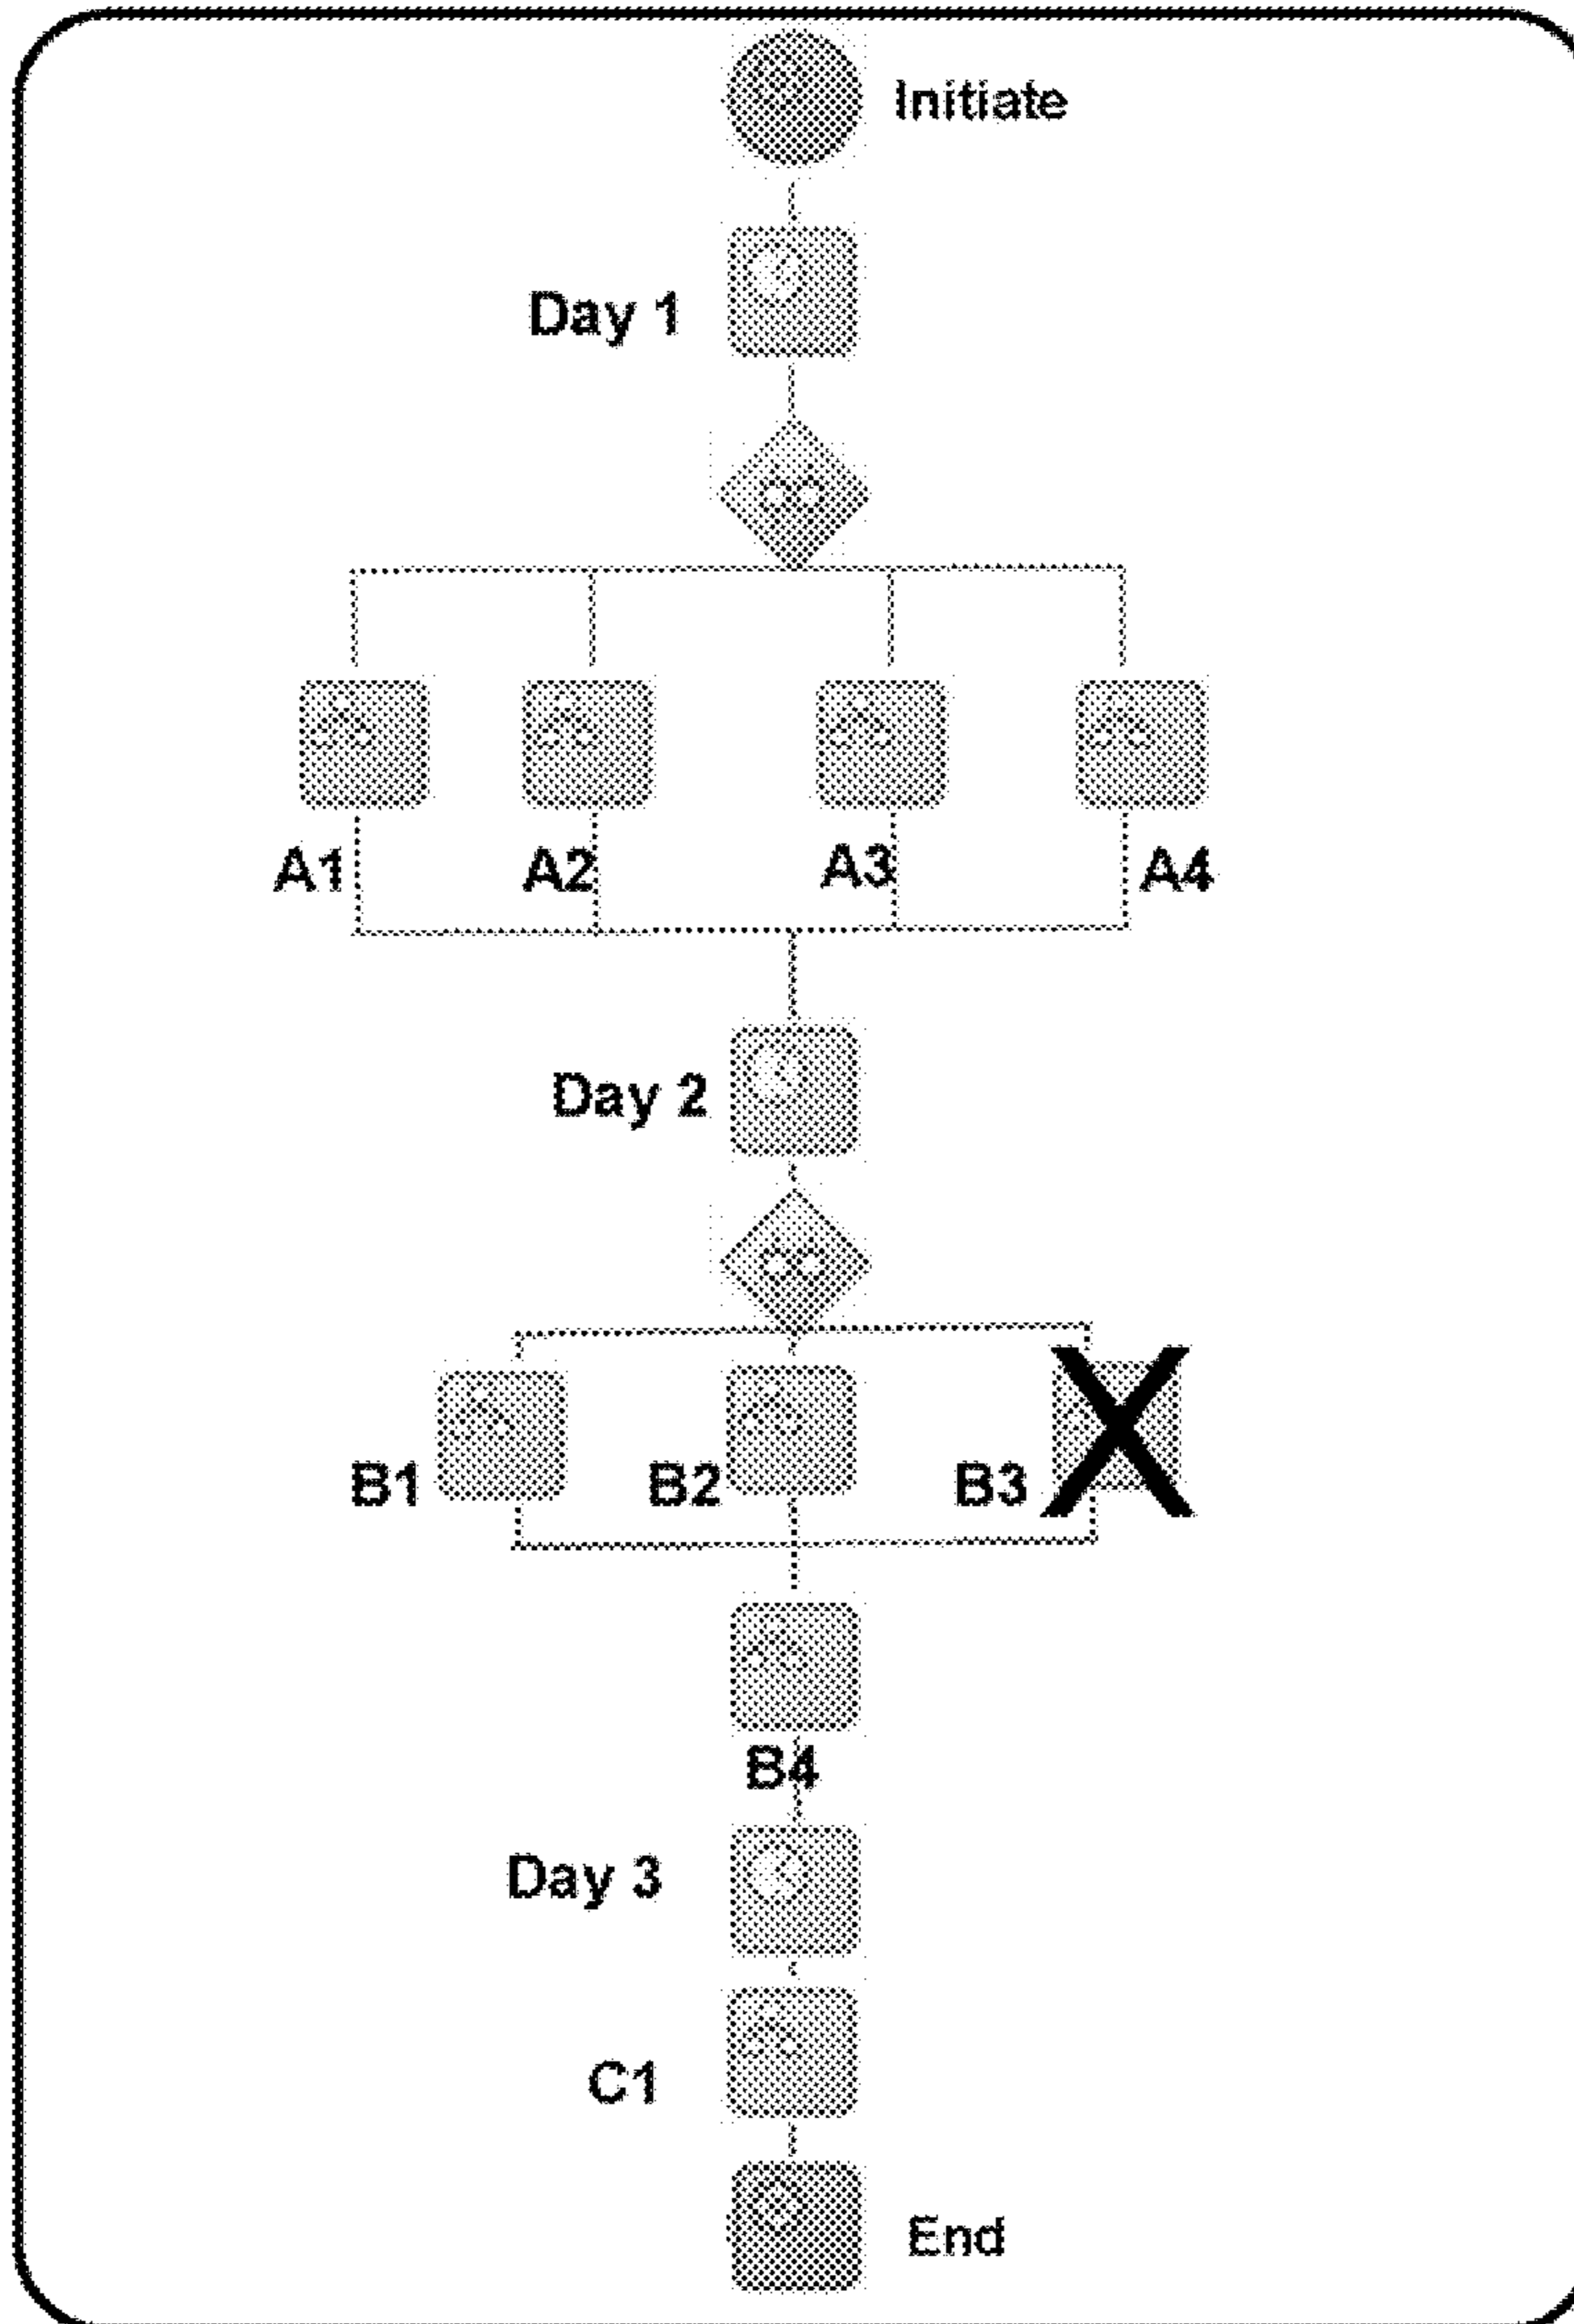 Initiate
Day 1
A1 A2 A3 A4
Day 2
B1 B2 B3
B4
Day 3
C1
End